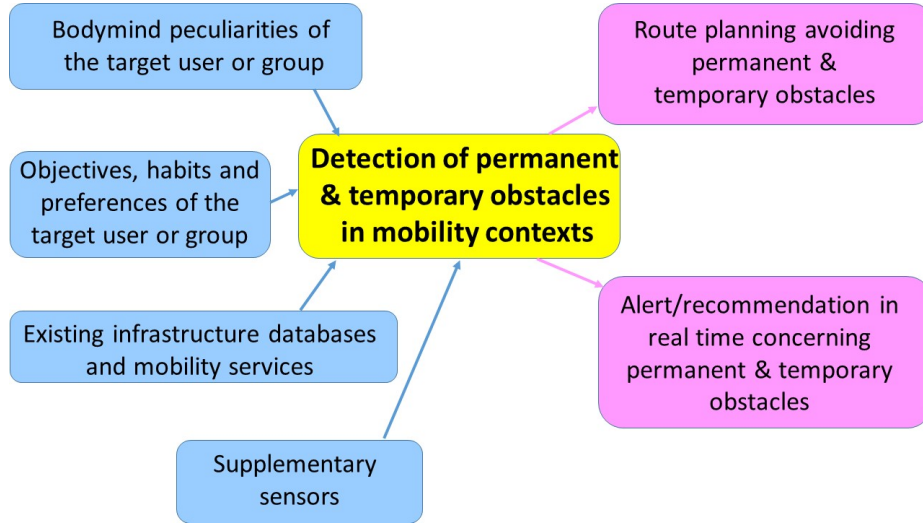 Bodymind peculiarities of
the target user or group
Route planning avoiding
permanent &
temporary obstacles
Detection of permanent
& temporary obstacles
in mobility contexts
Objectives, habits and
preferences of the
target user or group
Existing infrastructure databases
and mobility services
Alert/recommendation in
real time concerning
permanent & temporary
obstacles
Supplementary
sensors